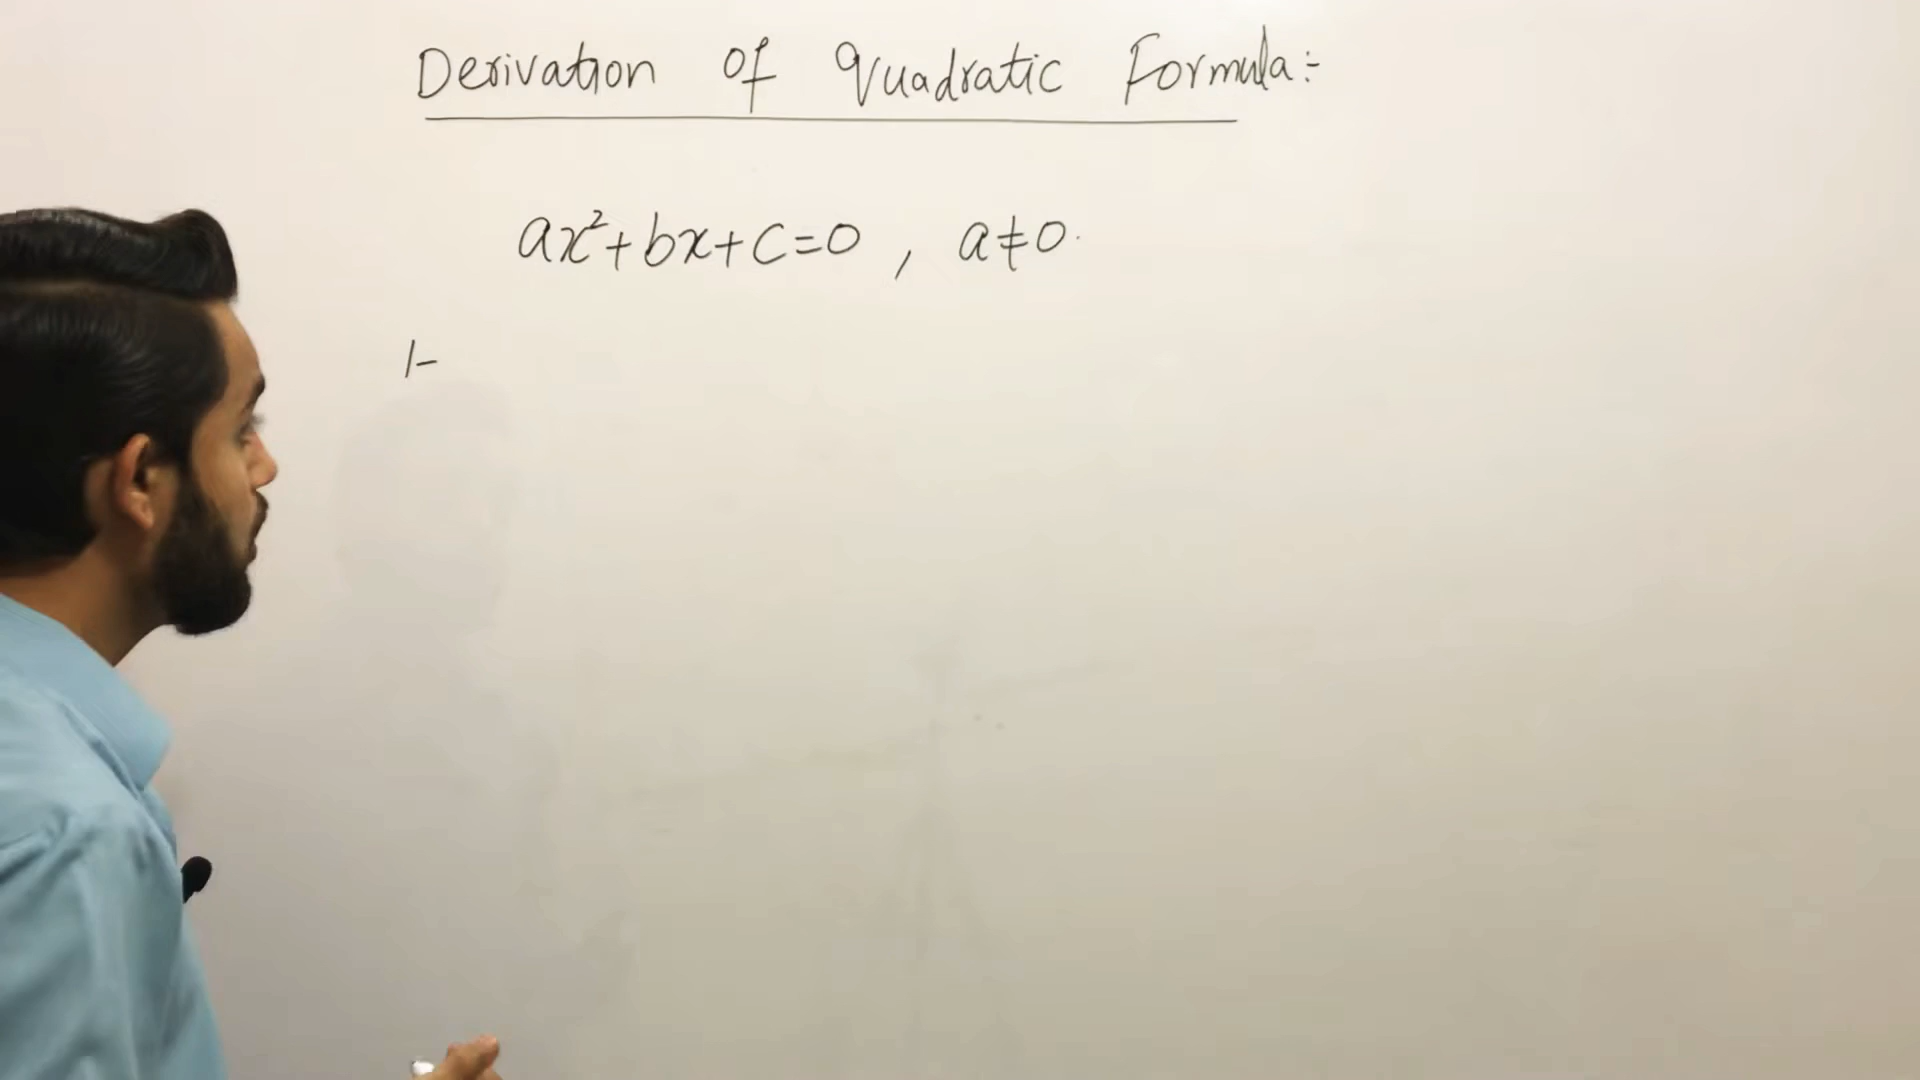 Derivation of Quadratic Formula:-
ax²+bx+c=0 , a≠0.
1-